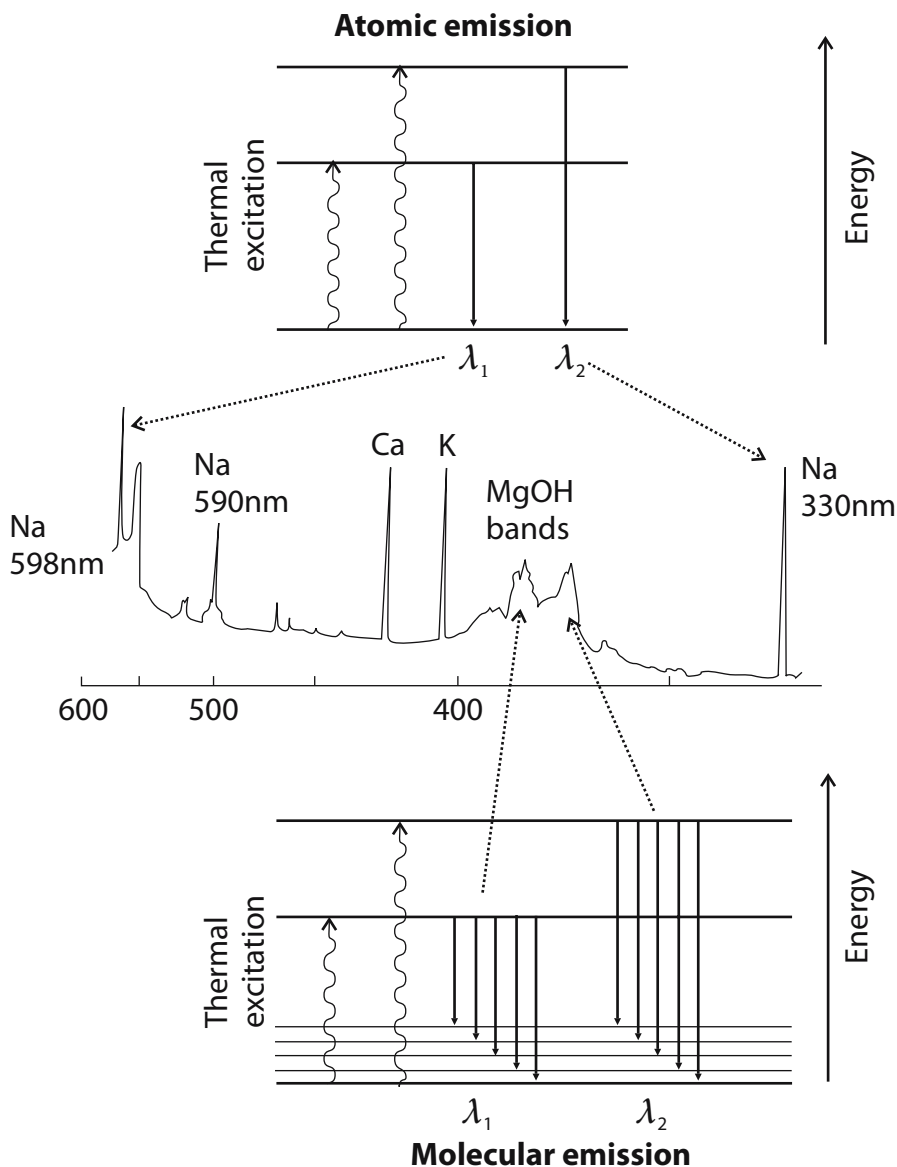 Atomic emission
Thermal
excitation
Energy
λ1
λ2
Na
598nm
Na
590nm
Ca
K
MgOH
bands
Na
330nm
600
500
400
Thermal
excitation
Energy
λ1
λ2
Molecular emission